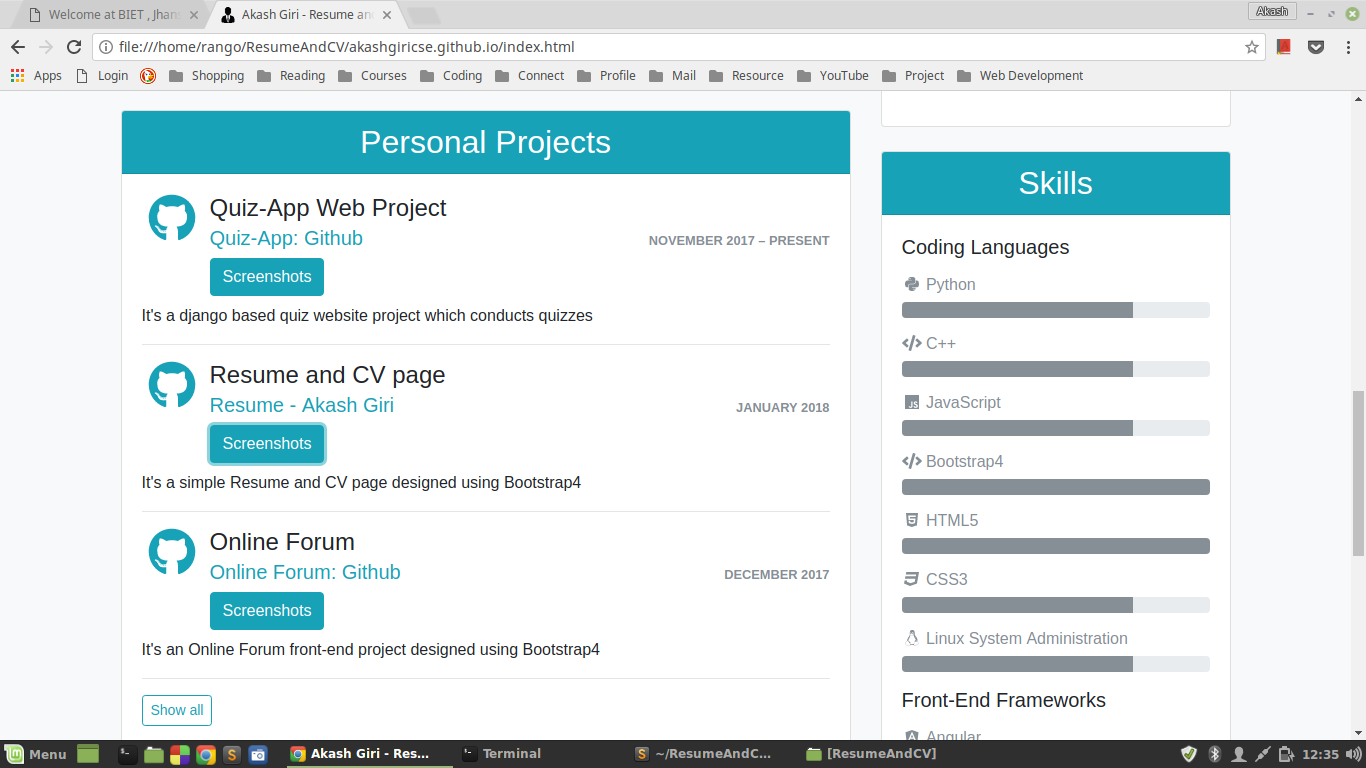 Welcome at BIET , Jhans
Akash Giri - Resume and
Akash
file:///home/rango/ResumeAndCV/akashgiricse.github.io/index.html
Apps
Login
Shopping
Reading
Courses
Coding
Connect
Profile
Mail
Resource
YouTube
Project
Web Development
Personal Projects
Quiz-App Web Project
Quiz-App: Github
NOVEMBER 2017 – PRESENT
Screenshots
It's a django based quiz website project which conducts quizzes
Resume and CV page
Resume - Akash Giri
JANUARY 2018
Screenshots
It's a simple Resume and CV page designed using Bootstrap4
Online Forum
Online Forum: Github
DECEMBER 2017
Screenshots
It's an Online Forum front-end project designed using Bootstrap4
Show all
Skills
Coding Languages
Python
C++
JavaScript
Bootstrap4
HTML5
CSS3
Linux System Administration
Front-End Frameworks
Angular
Menu
Akash Giri - Res...
Terminal
~/ResumeAndC...
[ResumeAndCV]
12:35